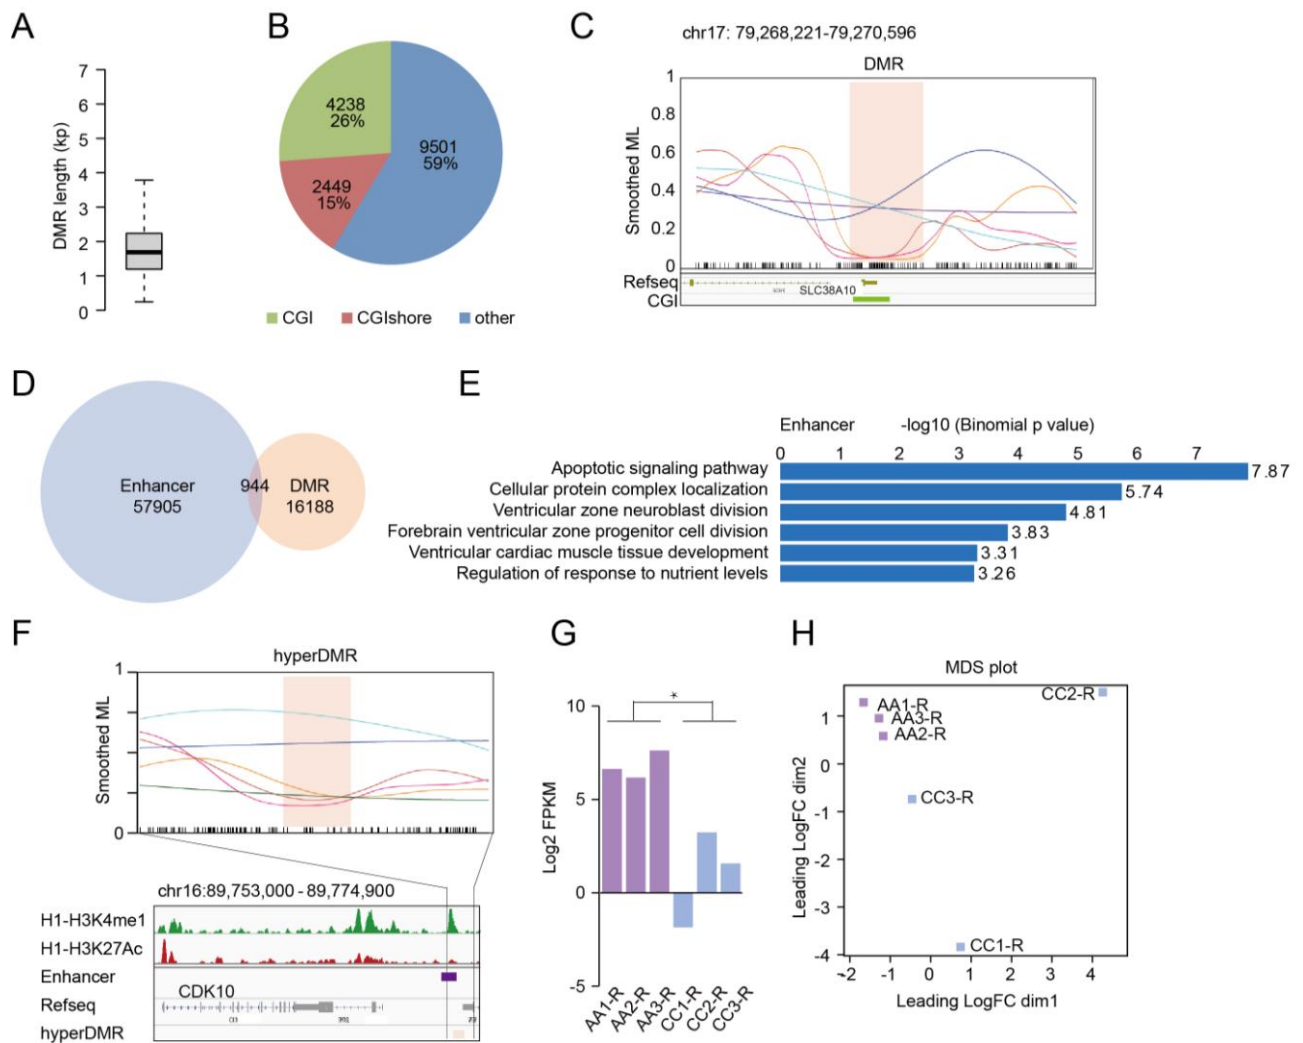 A
DMR length (kp)
7
6
5
4
3
2
1
0
B
4238
26%
9501
59%
2449
15%
CGI
CGIshore
other
C
chr17: 79,268,221-79,270,596
DMR
Smoothed ML
1
0.8
0.6
0.4
0.2
0
Refseq
SLC38A10
CGI
D
Enhancer
57905
944
DMR
16188
E
Enhancer
-log10 (Binomial p value)
0 1 2 3 4 5 6 7
Apoptotic signaling pathway 7.87
Cellular protein complex localization 5.74
Ventricular zone neuroblast division 4.81
Forebrain ventricular zone progenitor cell division 3.83
Ventricular cardiac muscle tissue development 3.31
Regulation of response to nutrient levels 3.26
F
hyperDMR
Smoothed ML
1
0
chr16:89,753,000 - 89,774,900
H1-H3K4me1
H1-H3K27Ac
Enhancer
CDK10
Refseq
hyperDMR
G
*
Log2 FPKM
10
5
0
-5
AA1-R
AA2-R
AA3-R
CC1-R
CC2-R
CC3-R
H
MDS plot
Leading LogFC dim2
1
0
-1
-2
-3
-4
CC2-R
AA1-R
AA3-R
AA2-R
CC3-R
CC1-R
-2 -1 0 1 2 3 4
Leading LogFC dim1